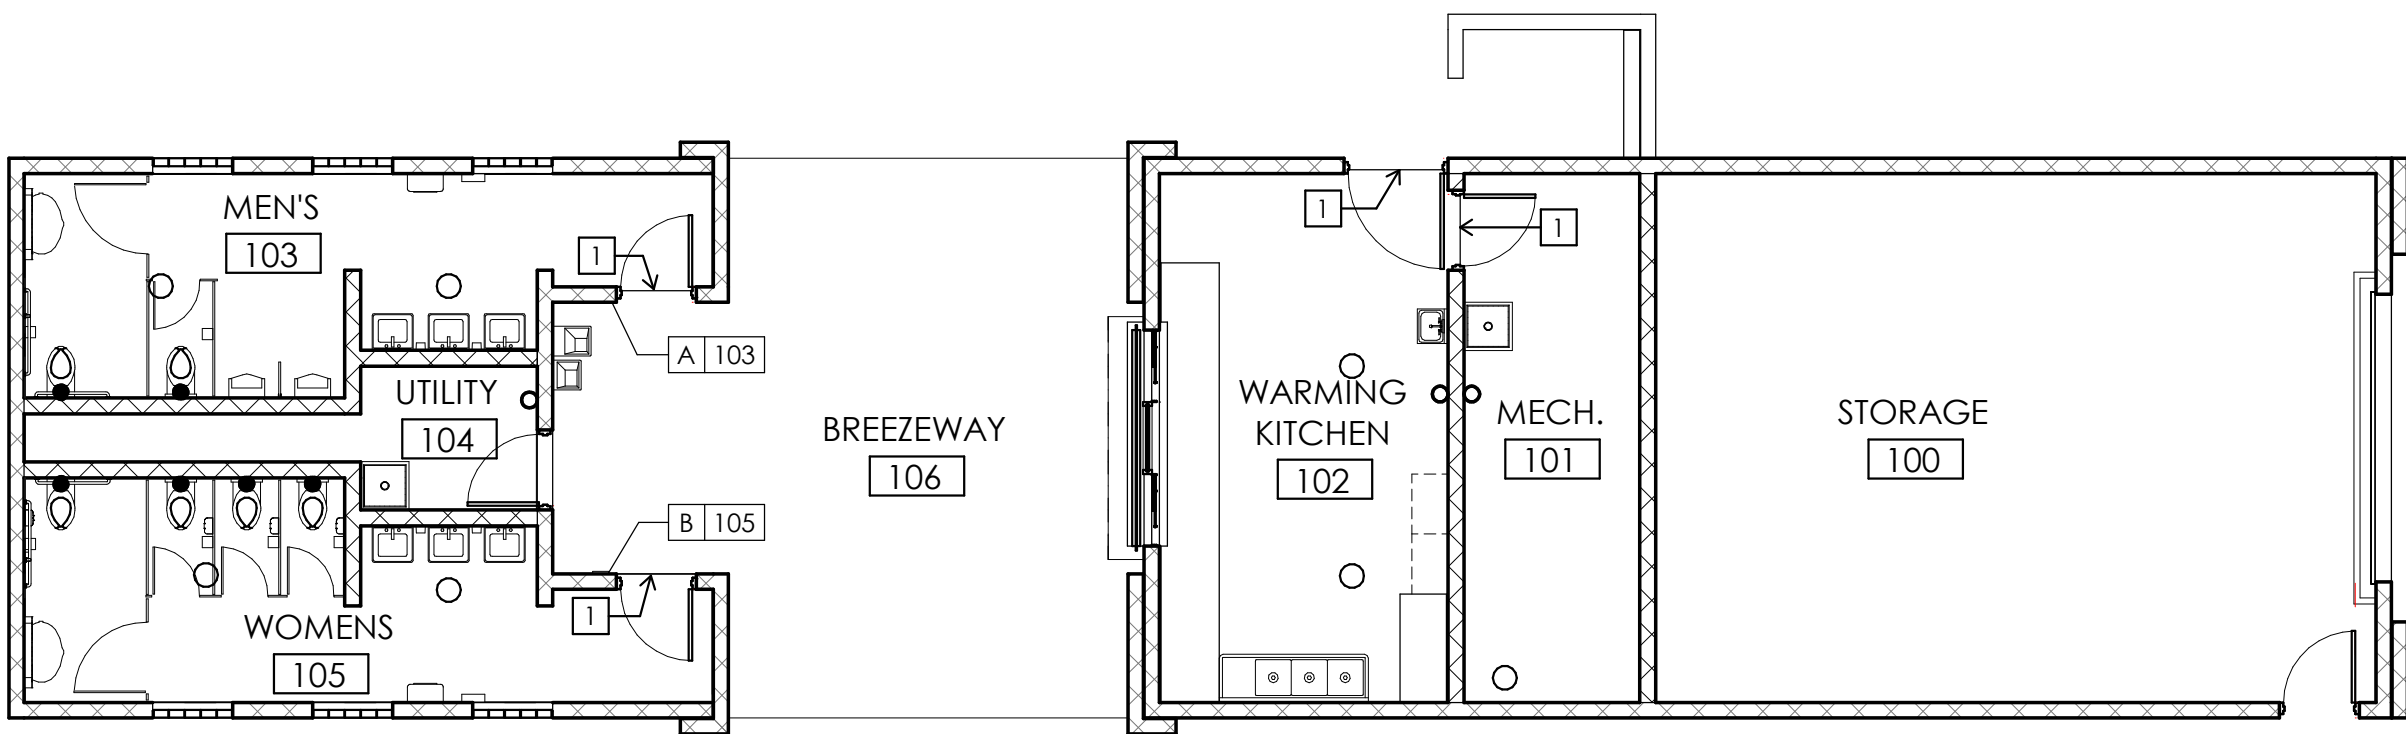 MEN'S
103
1
A 103
UTILITY
104
B 105
1
WOMENS
105
BREEZEWAY
106
1
1
WARMING
KITCHEN
102
MECH.
101
STORAGE
100